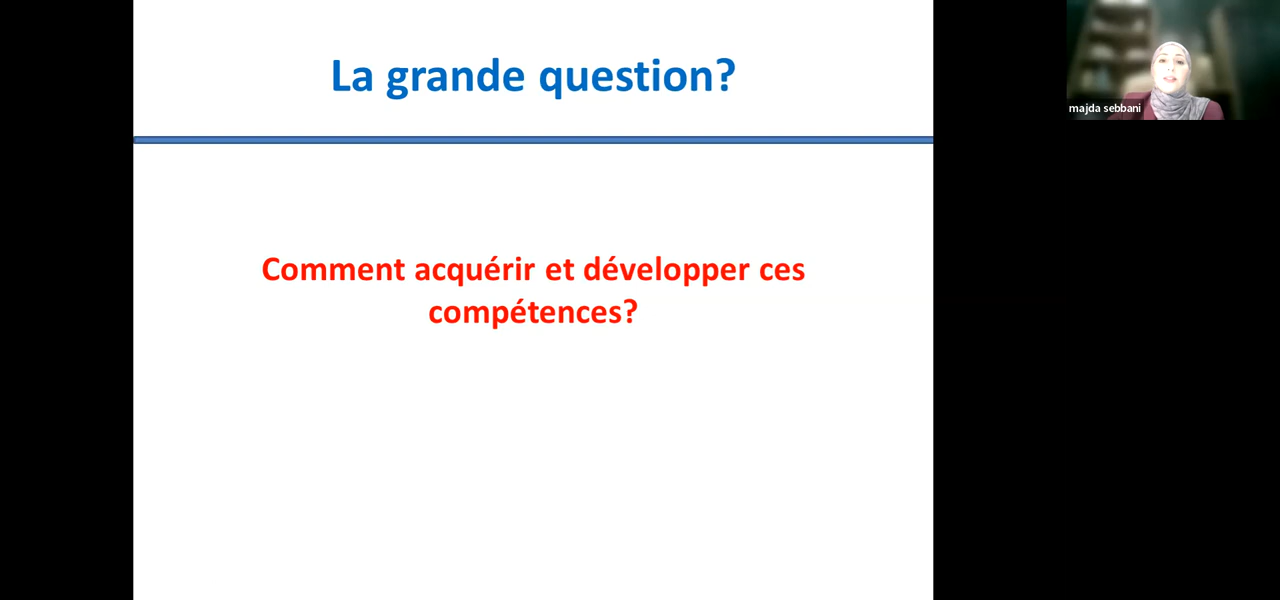 La grande question?
majda sebbani
Comment acquérir et développer ces
compétences?